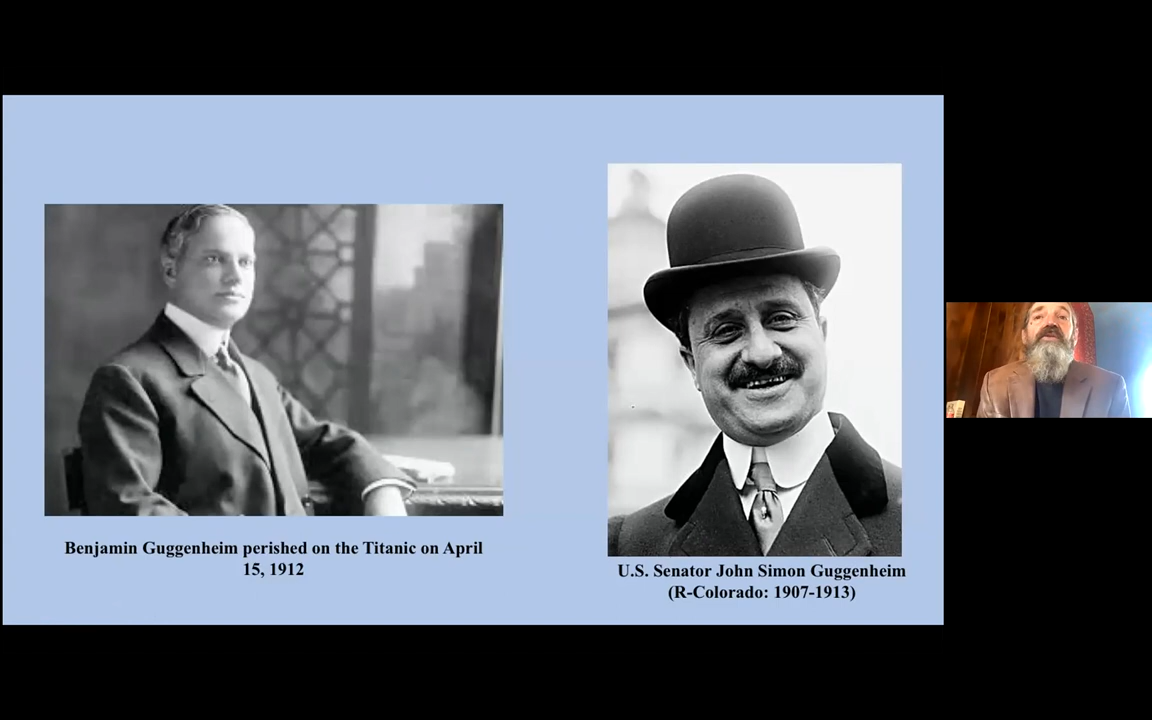 Benjamin Guggenheim perished on the Titanic on April
15, 1912
U.S. Senator John Simon Guggenheim
(R-Colorado: 1907-1913)